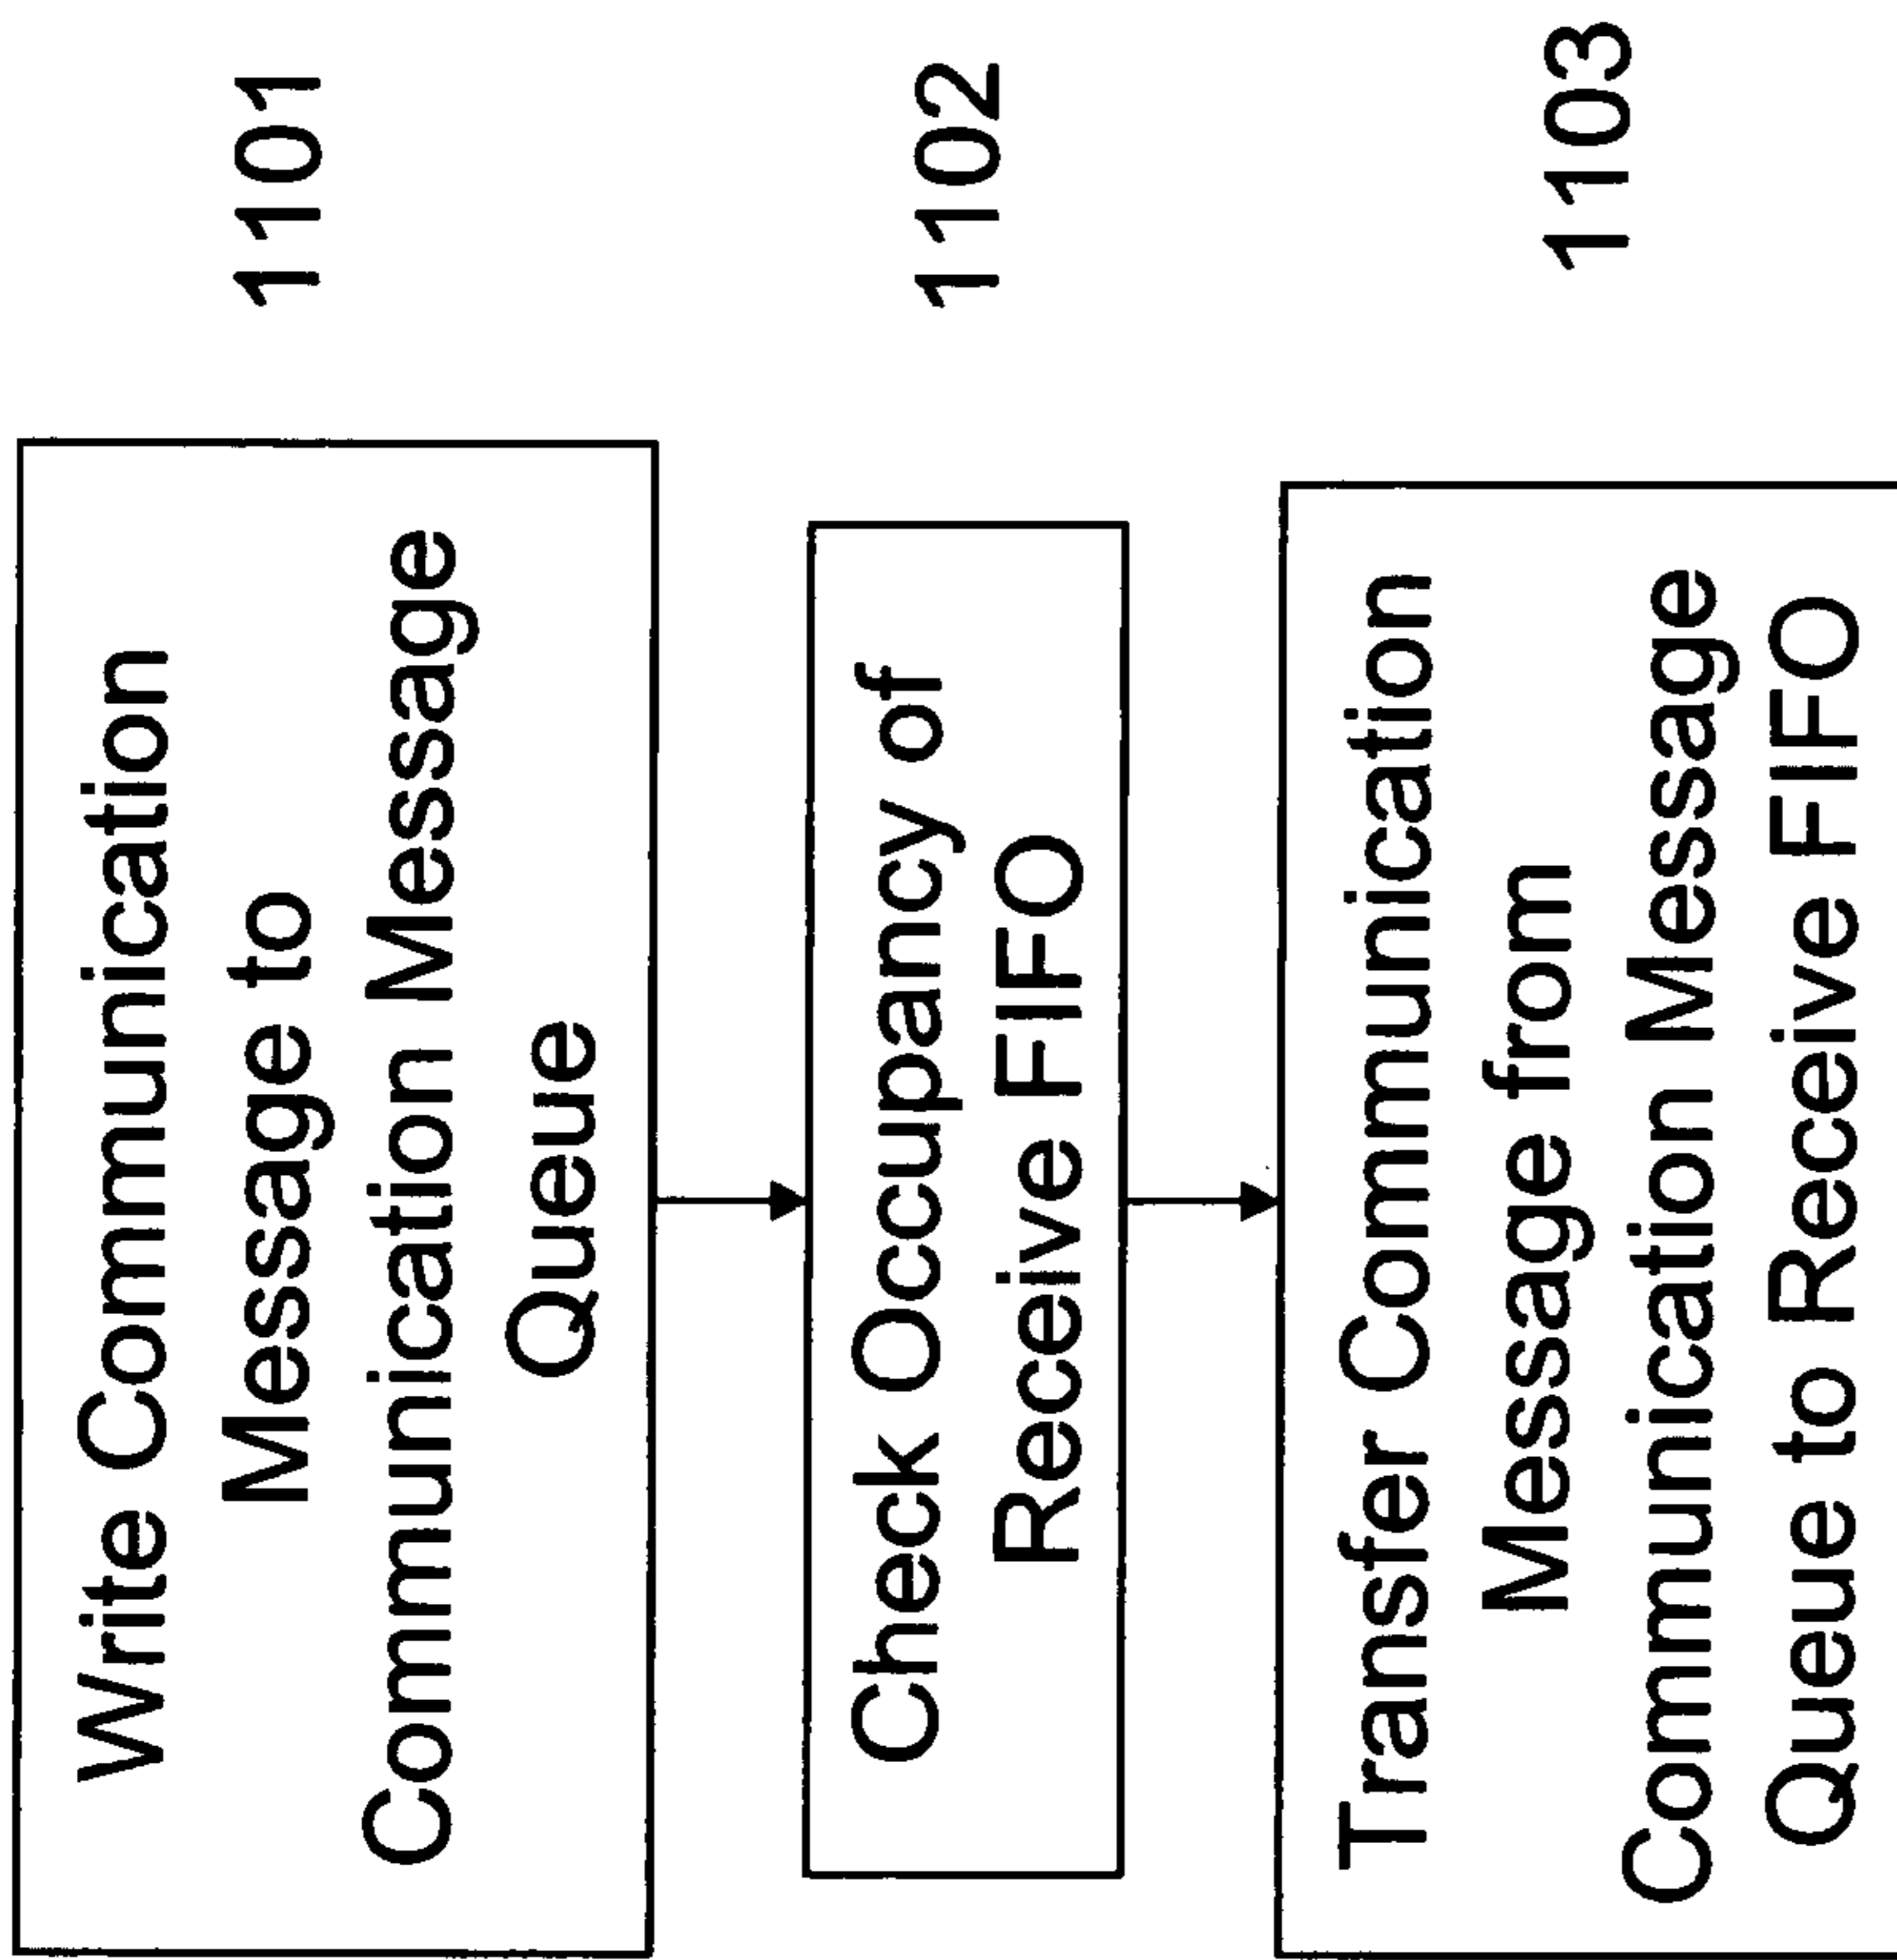 Write Communication
Message to
Communication Message
Queue
1101
Check Occupancy of
Receive FIFO
1102
Transfer Communication
Message from
Communication Message
Queue to Receive FIFO
1103